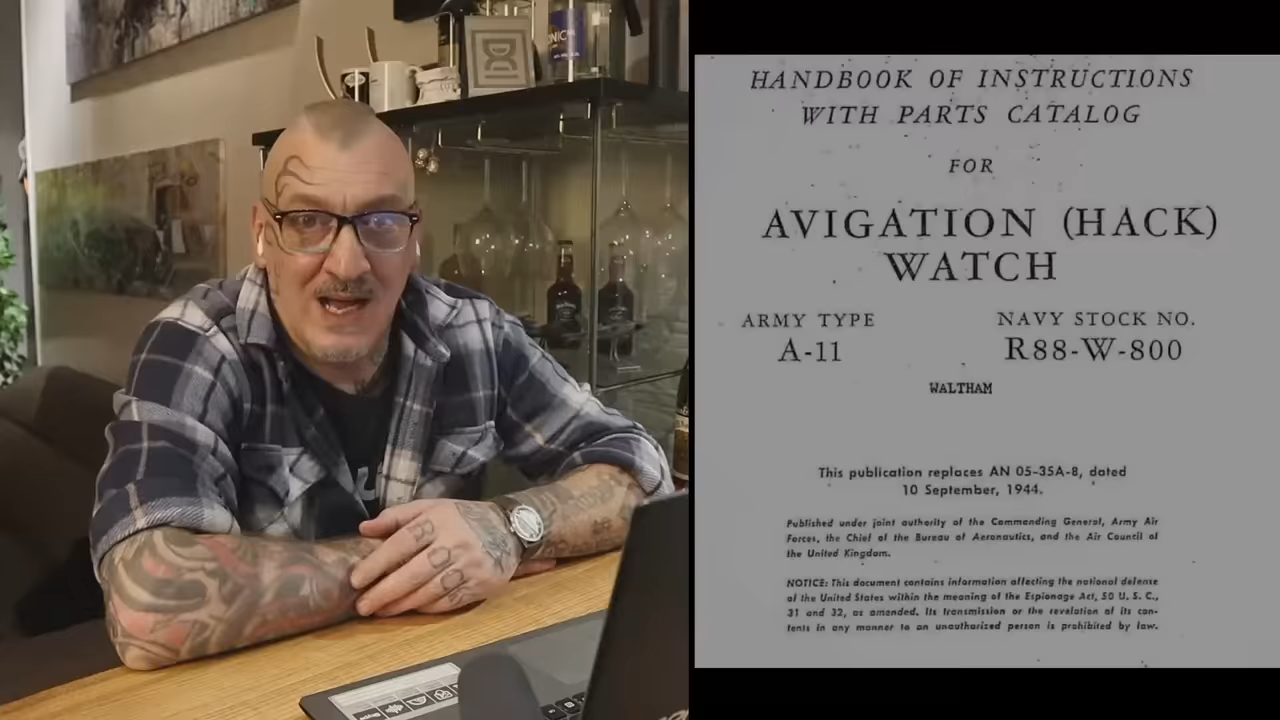 HANDBOOK OF INSTRUCTIONS
WITH PARTS CATALOG
FOR
AVIGATION (HACK)
WATCH
ARMY TYPE
A-11
NAVY STOCK NO.
R88-W-800
WALTHAM
This publication replaces AN 05-35A-8, dated
10 September, 1944.
Published under joint authority of the Commanding General, Army Air
Forces, the Chief of the Bureau of Aeronautics, and the Air Council of
the United Kingdom.
NOTICE: This document contains information affecting the national defense
of the United States within the meaning of the Espionage Act, 50 U. S. C.,
31 and 32, as amended. Its transmission or the revelation of its con-
tents in any manner to an unauthorized person is prohibited by law.